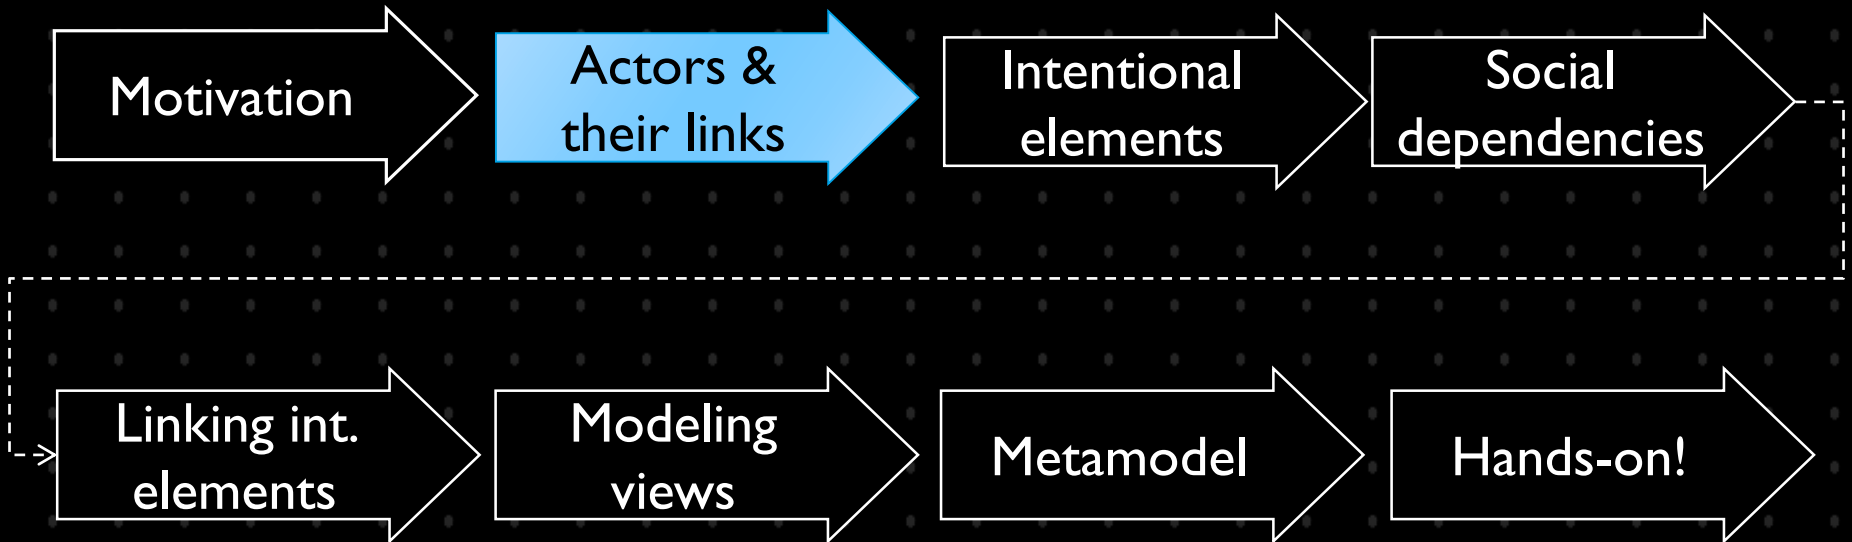 Motivation
Actors &
their links
Intentional
elements
Social
dependencies
Linking int.
elements
Modeling
views
Metamodel
Hands-on!